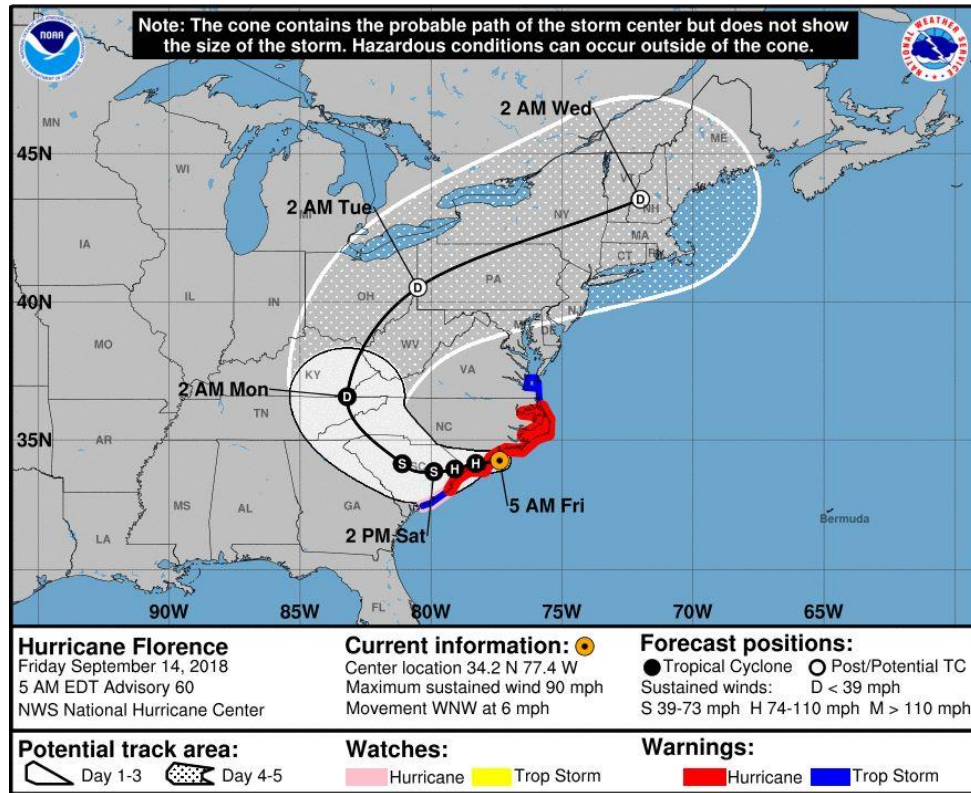 Note: The cone contains the probable path of the storm center but does not show
the size of the storm. Hazardous conditions can occur outside of the cone.
NOAA
NATIONAL WEATHER SERVICE
MN
WI
MI
IA
IL
IN
OH
PA
NY
VT
NH
ME
MA
CT
NJ
DE
MO
KY
WV
VA
TN
NC
SC
AR
MS
AL
GA
LA
FL
Bermuda
45N
40N
35N
2 AM Wed
2 AM Tue
2 AM Mon
2 PM Sat
5 AM Fri
D
D
D
S
S
H
H
90W
85W
80W
75W
70W
65W
Hurricane Florence
Friday September 14, 2018
5 AM EDT Advisory 60
NWS National Hurricane Center
Current information:
Center location 34.2 N 77.4 W
Maximum sustained wind 90 mph
Movement WNW at 6 mph
Forecast positions:
Tropical Cyclone Post/Potential TC
Sustained winds: D < 39 mph
S 39-73 mph H 74-110 mph M > 110 mph
Potential track area:
Day 1-3 Day 4-5
Watches:
Hurricane Trop Storm
Warnings:
Hurricane Trop Storm